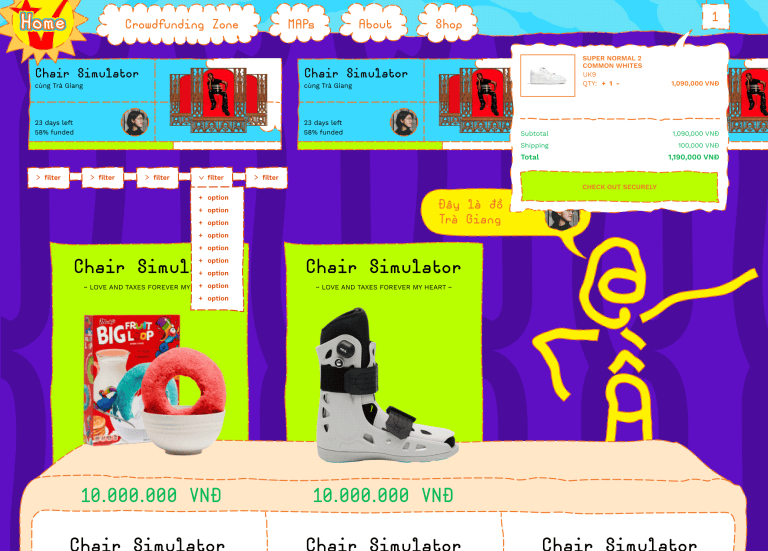 Home
Crowdfunding Zone
MAPs
About
Shop
1
Chair Simulator
cùng Trà Giang
23 days left
58% funded
Chair Simulator
cùng Trà Giang
23 days left
58% funded
SUPER NORMAL 2
COMMON WHITES
UK9
QTY: + 1 -
1,090,000 VNĐ
Subtotal 1,090,000 VNĐ
Shipping 100,000 VNĐ
Total 1,190,000 VNĐ
CHECK OUT SECURELY
> filter
> filter
> filter
filter
> filter
+ option
+ option
+ option
+ option
+ option
+ option
+ option
+ option
+ option
Đây là đồ
Trà Giang
Chair Simul
~ LOVE AND TAXES FOREVER MY
BIG FRUIT
LOOP
10.000.000 VNĐ
Chair Simulator
~ LOVE AND TAXES FOREVER MY HEART ~
10.000.000 VNĐ
Chair Simulator
Chair Simulator
Chair Simulator